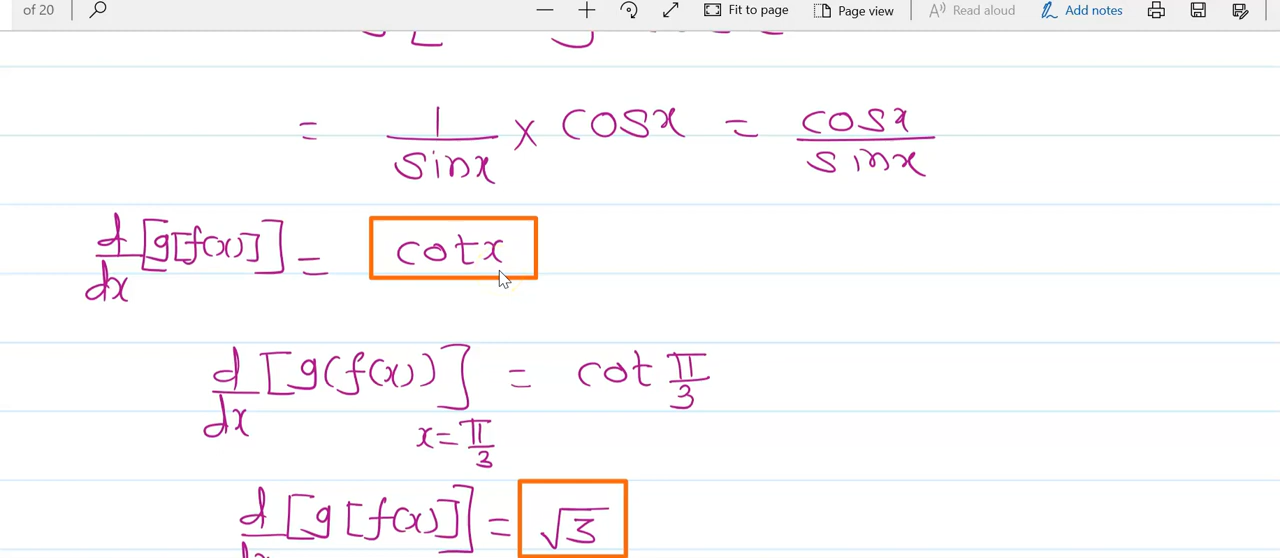 of 20 Fit to page Page view Read aloud Add notes
= 1/sinx × cosx = cosx/sinx
d/dx [g[f(x)]] = cotx
d/dx [g(f(x))] x=π/3 = cot π/3
d/dx [g[f(x)]] = √3